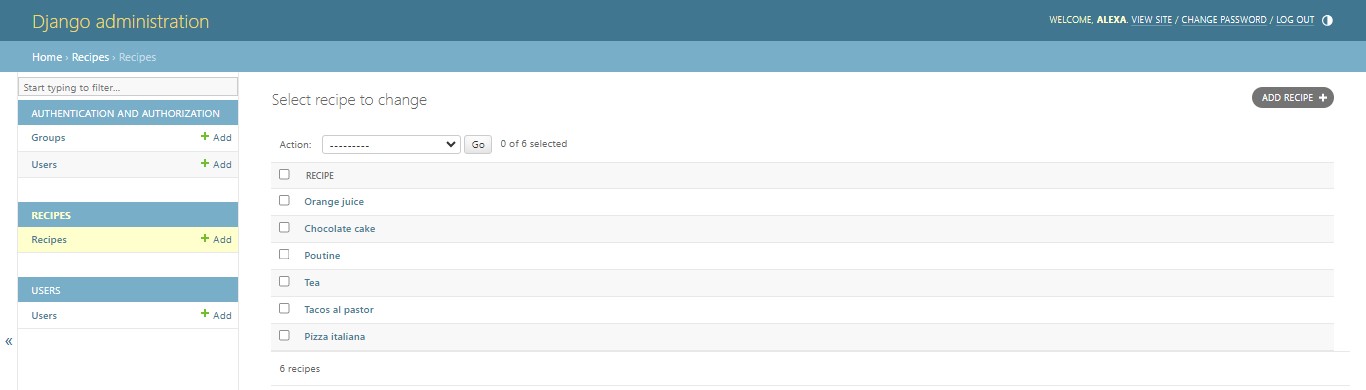 Django administration
WELCOME, ALEXA. VIEW SITE / CHANGE PASSWORD / LOG OUT
Home › Recipes › Recipes
Start typing to filter...
AUTHENTICATION AND AUTHORIZATION
Groups + Add
Users + Add
RECIPES
Recipes + Add
USERS
Users + Add
«
Select recipe to change
ADD RECIPE +
Action: --------- Go 0 of 6 selected
RECIPE
Orange juice
Chocolate cake
Poutine
Tea
Tacos al pastor
Pizza italiana
6 recipes